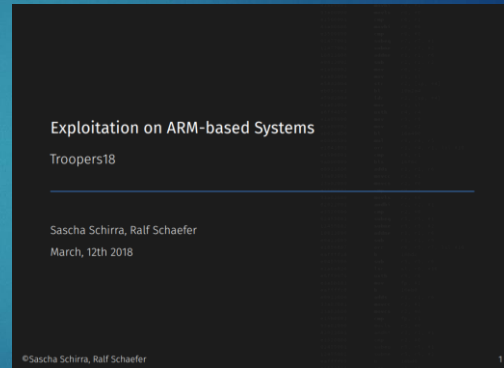 Exploitation on ARM-based Systems
Troopers18
Sascha Schirra, Ralf Schaefer
March, 12th 2018
©Sascha Schirra, Ralf Schaefer
1